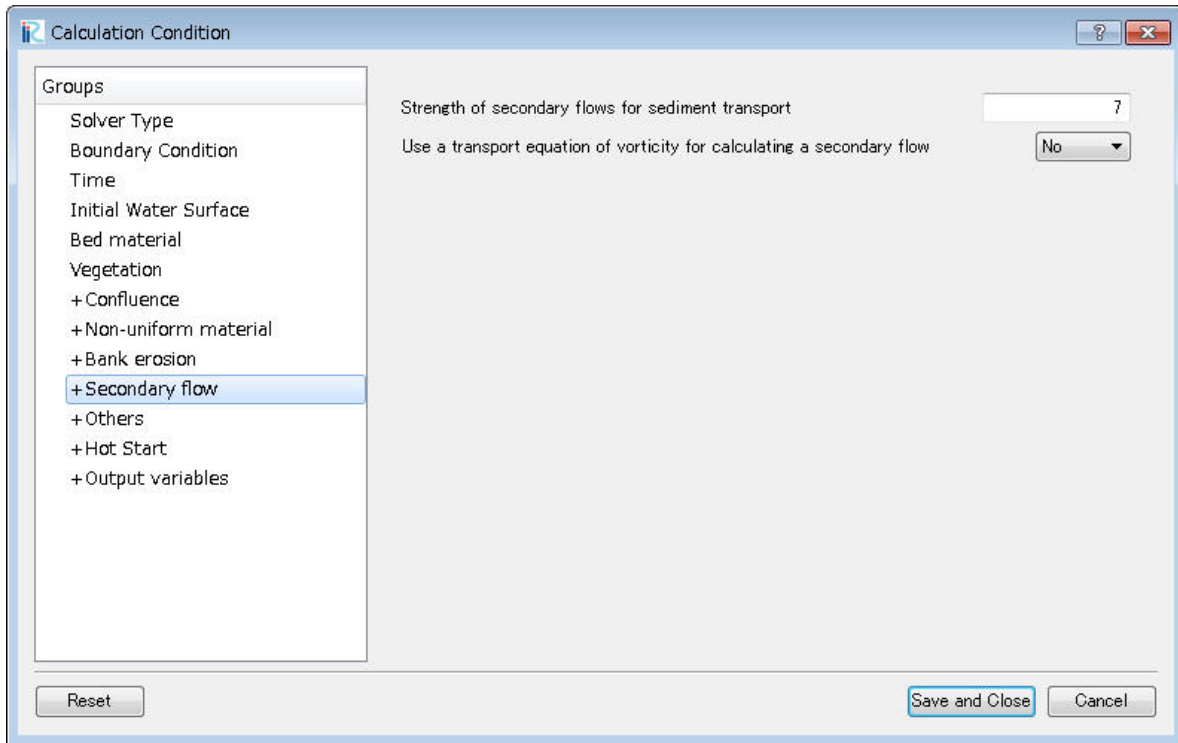 iRIC Calculation Condition
Groups
Solver Type
Boundary Condition
Time
Initial Water Surface
Bed material
Vegetation
+Confluence
+Non-uniform material
+Bank erosion
+Secondary flow
+Others
+Hot Start
+Output variables
Strength of secondary flows for sediment transport 7
Use a transport equation of vorticity for calculating a secondary flow No
Reset Save and Close Cancel